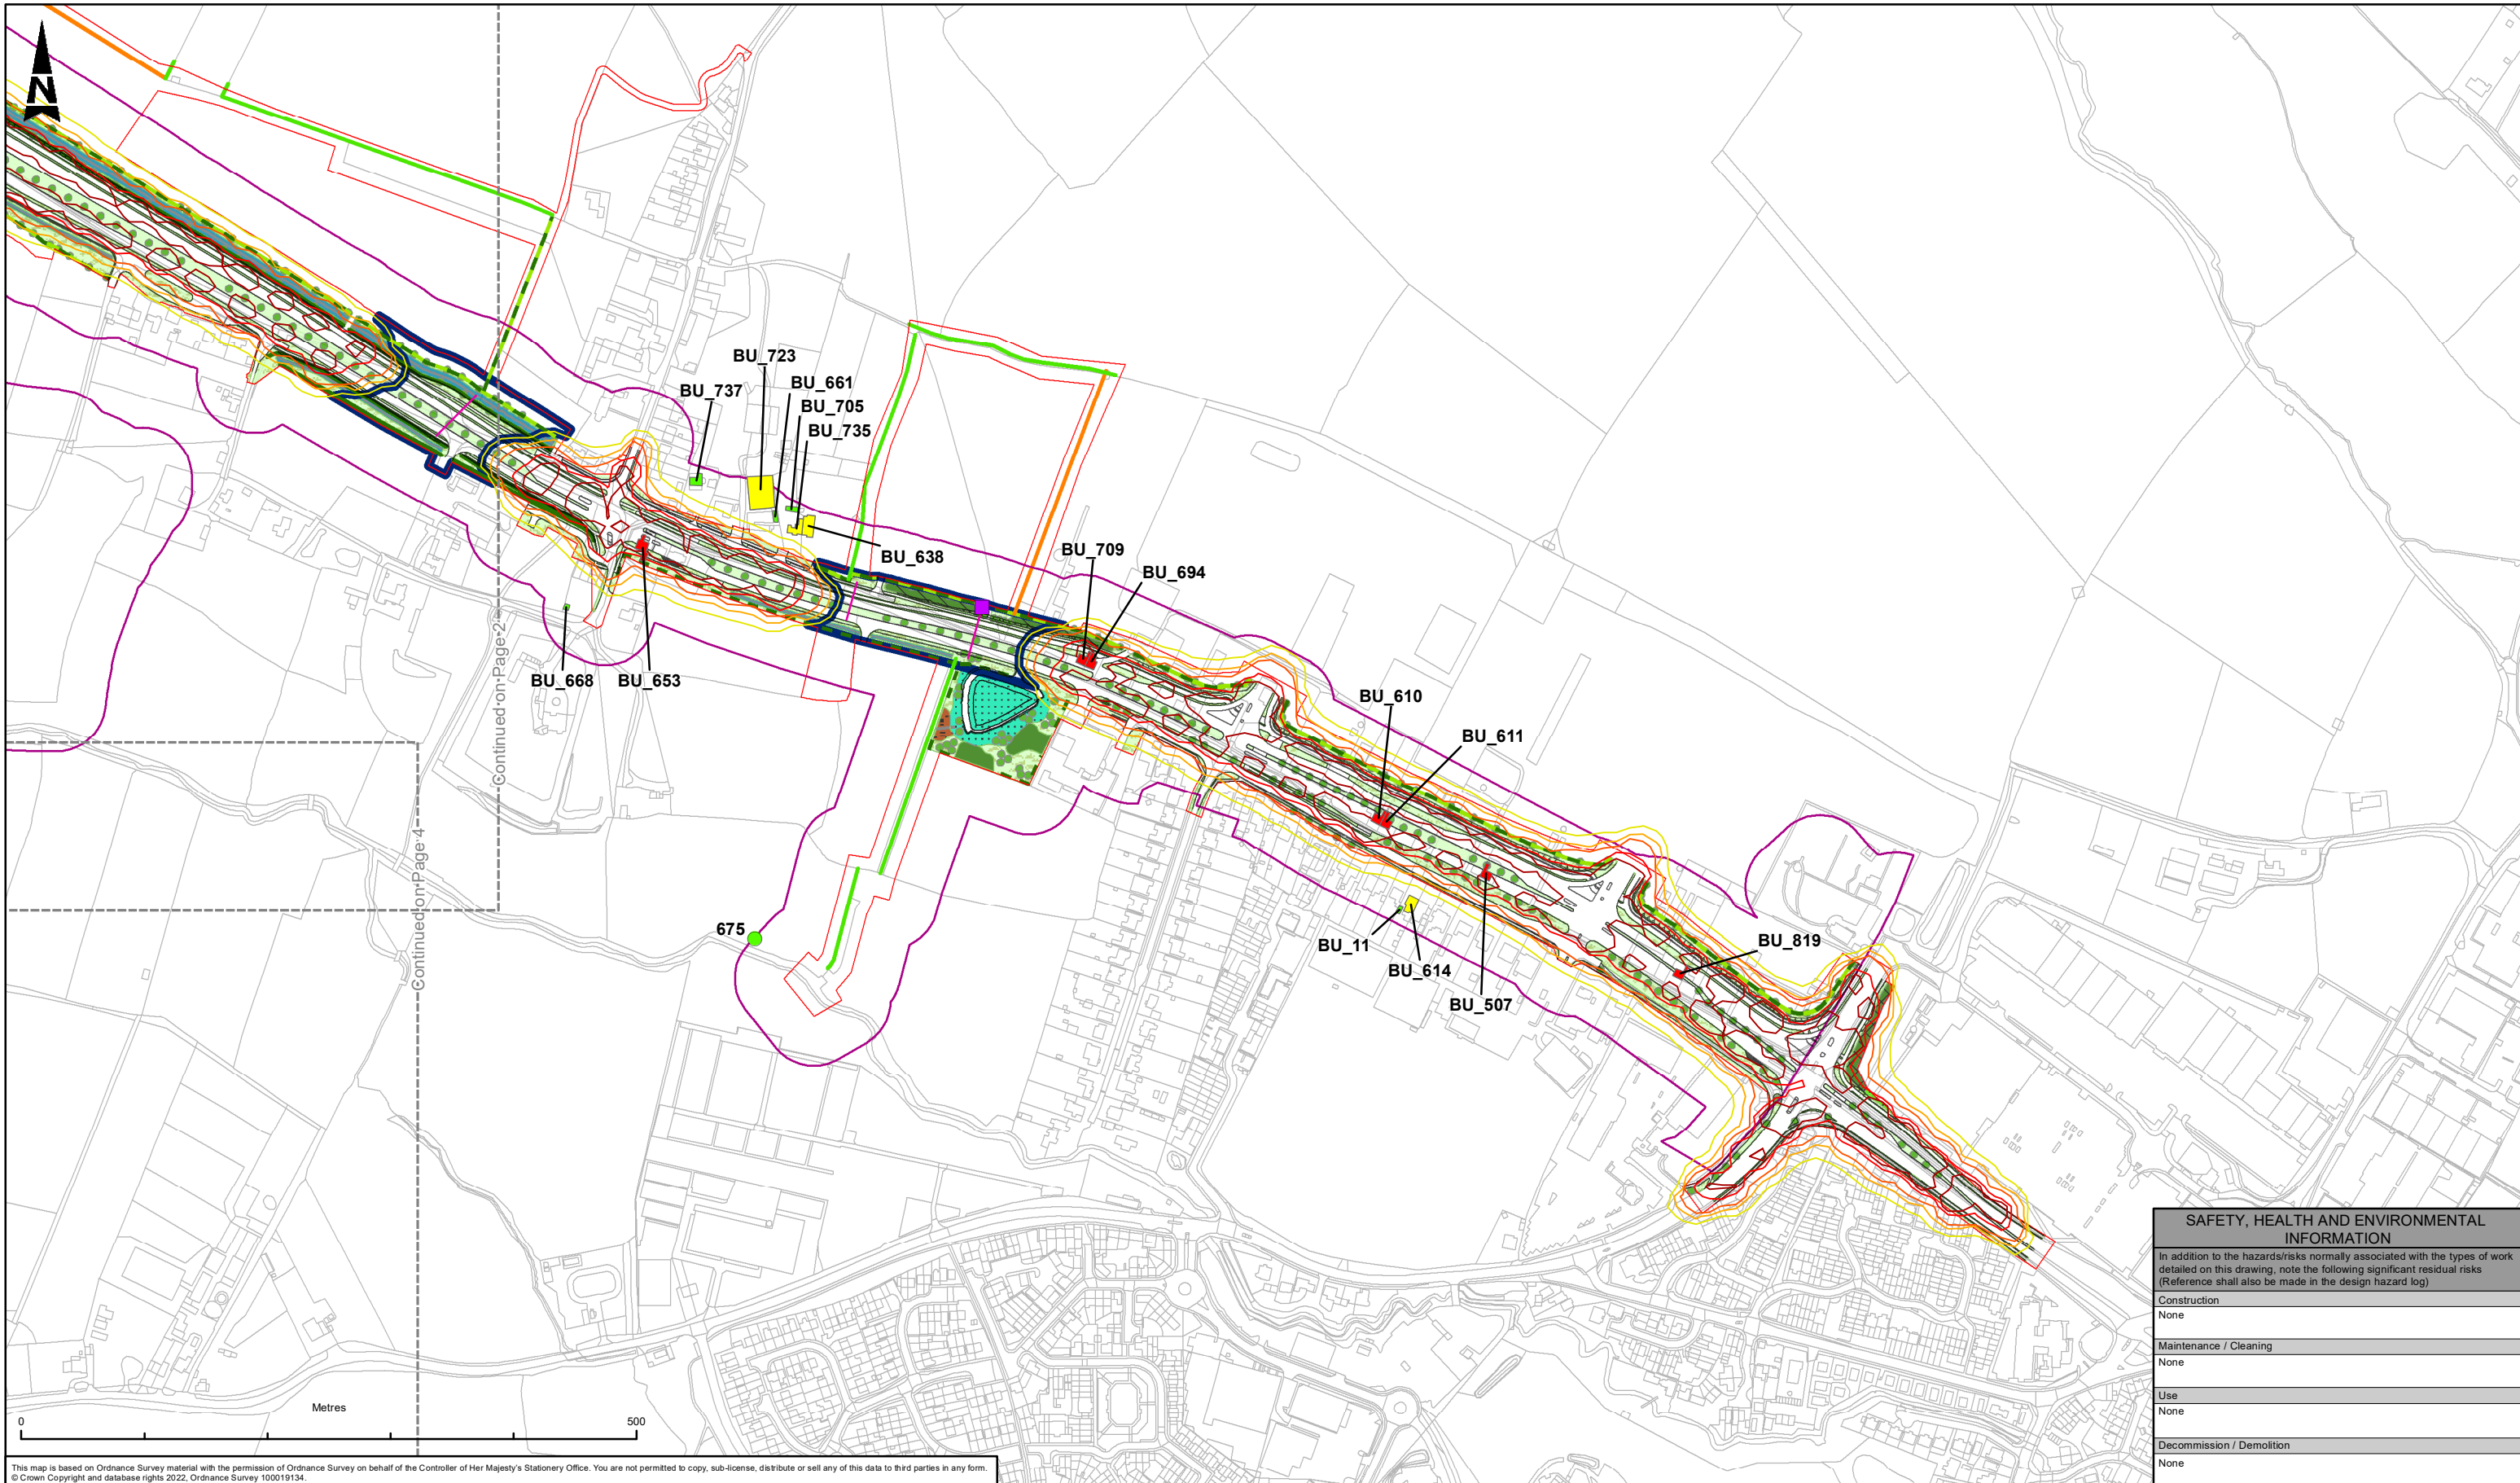 N
BU_723
BU_661
BU_737
BU_705
BU_735
BU_638
BU_709
BU_694
BU_668
BU_653
BU_610
BU_611
Continued on Page 2
Continued on Page 4
675
BU_11
BU_614
BU_507
BU_819
Metres
0
500
SAFETY, HEALTH AND ENVIRONMENTAL
INFORMATION
In addition to the hazards/risks normally associated with the types of work
detailed on this drawing, note the following significant residual risks
(Reference shall also be made in the design hazard log)
Construction
None
Maintenance / Cleaning
None
Use
None
Decommission / Demolition
None
This map is based on Ordnance Survey material with the permission of Ordnance Survey on behalf of the Controller of Her Majesty's Stationery Office. You are not permitted to copy, sub-license, distribute or sell any of this data to third parties in any form.
© Crown Copyright and database rights 2022, Ordnance Survey 100019134.